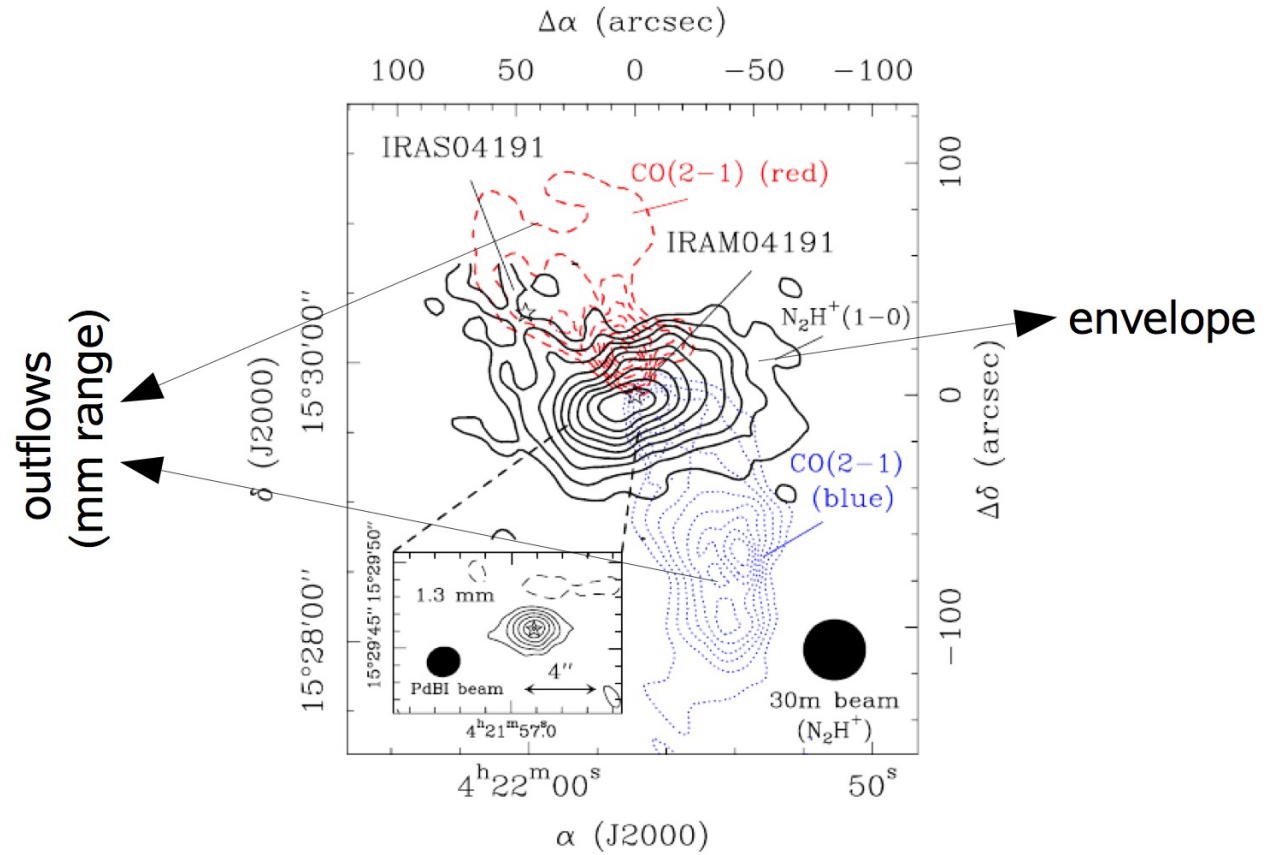 Δα (arcsec)
100 50 0 −50 −100
IRAS04191
CO(2−1) (red)
IRAM04191
N₂H⁺(1−0)
envelope
outflows
(mm range)
δ (J2000)
15°30′00″
15°28′00″
100
0
−100
Δδ (arcsec)
CO(2−1)
(blue)
15°29′50″
15°29′45″
1.3 mm
4″
PdBI beam
4ʰ21ᵐ57ˢ.0
30m beam
(N₂H⁺)
4ʰ22ᵐ00ˢ 50ˢ
α (J2000)